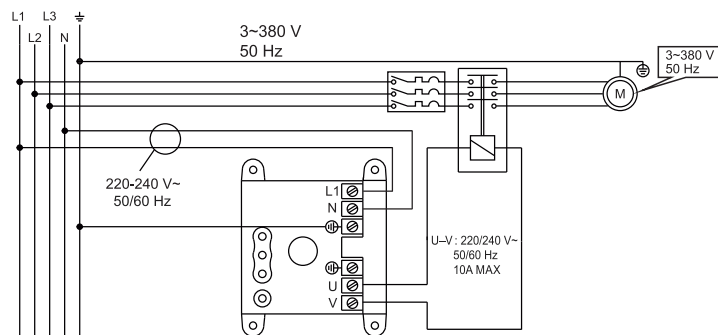 L1 L3
L2 N
3~380 V
50 Hz
3~380 V
50 Hz
M
220-240 V~
50/60 Hz
L1
N
U–V : 220/240 V~
50/60 Hz
10A MAX
U
V